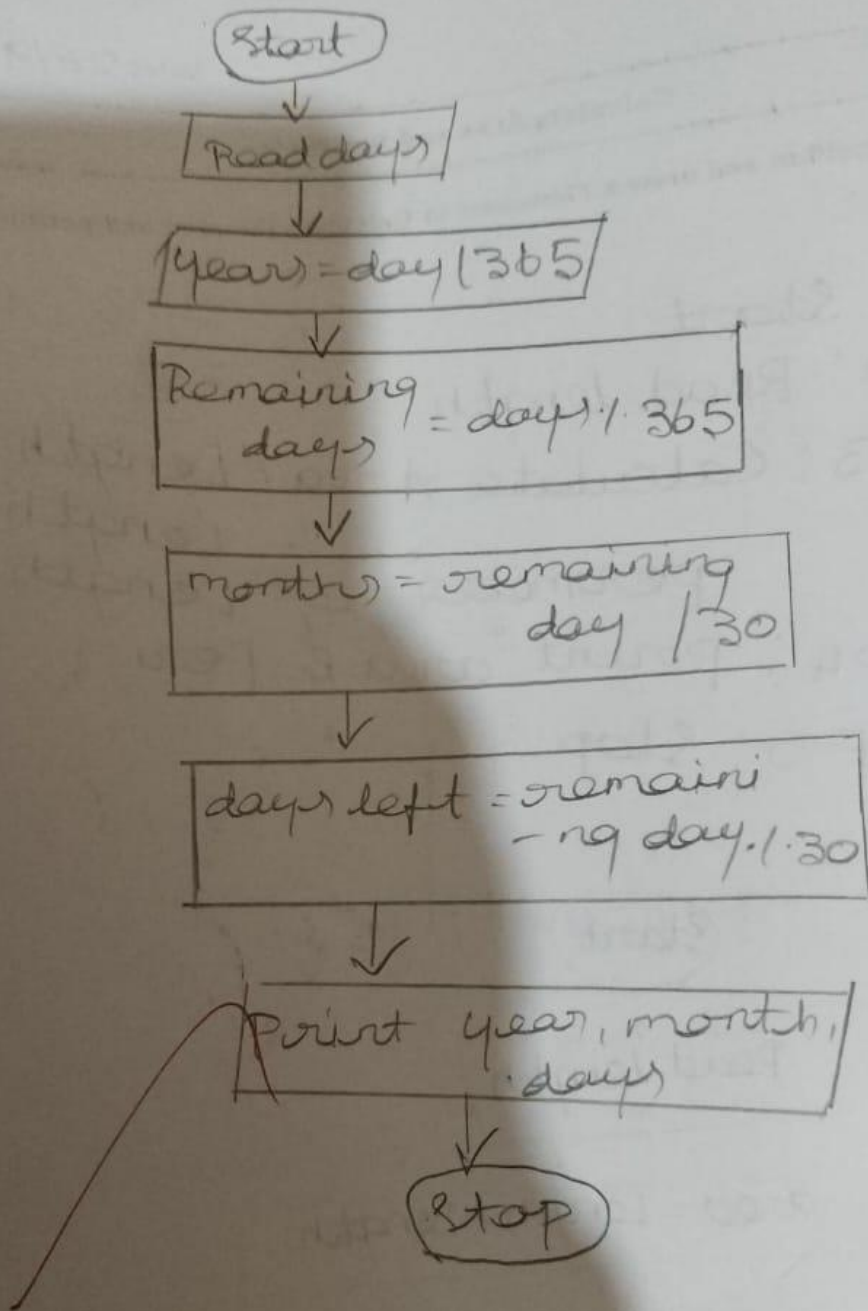 Start
Read days
years = day / 365
Remaining
days = days % 365
months = remaining
day / 30
days left = remaini
-ng day % 30
Print year, month,
days
Stop